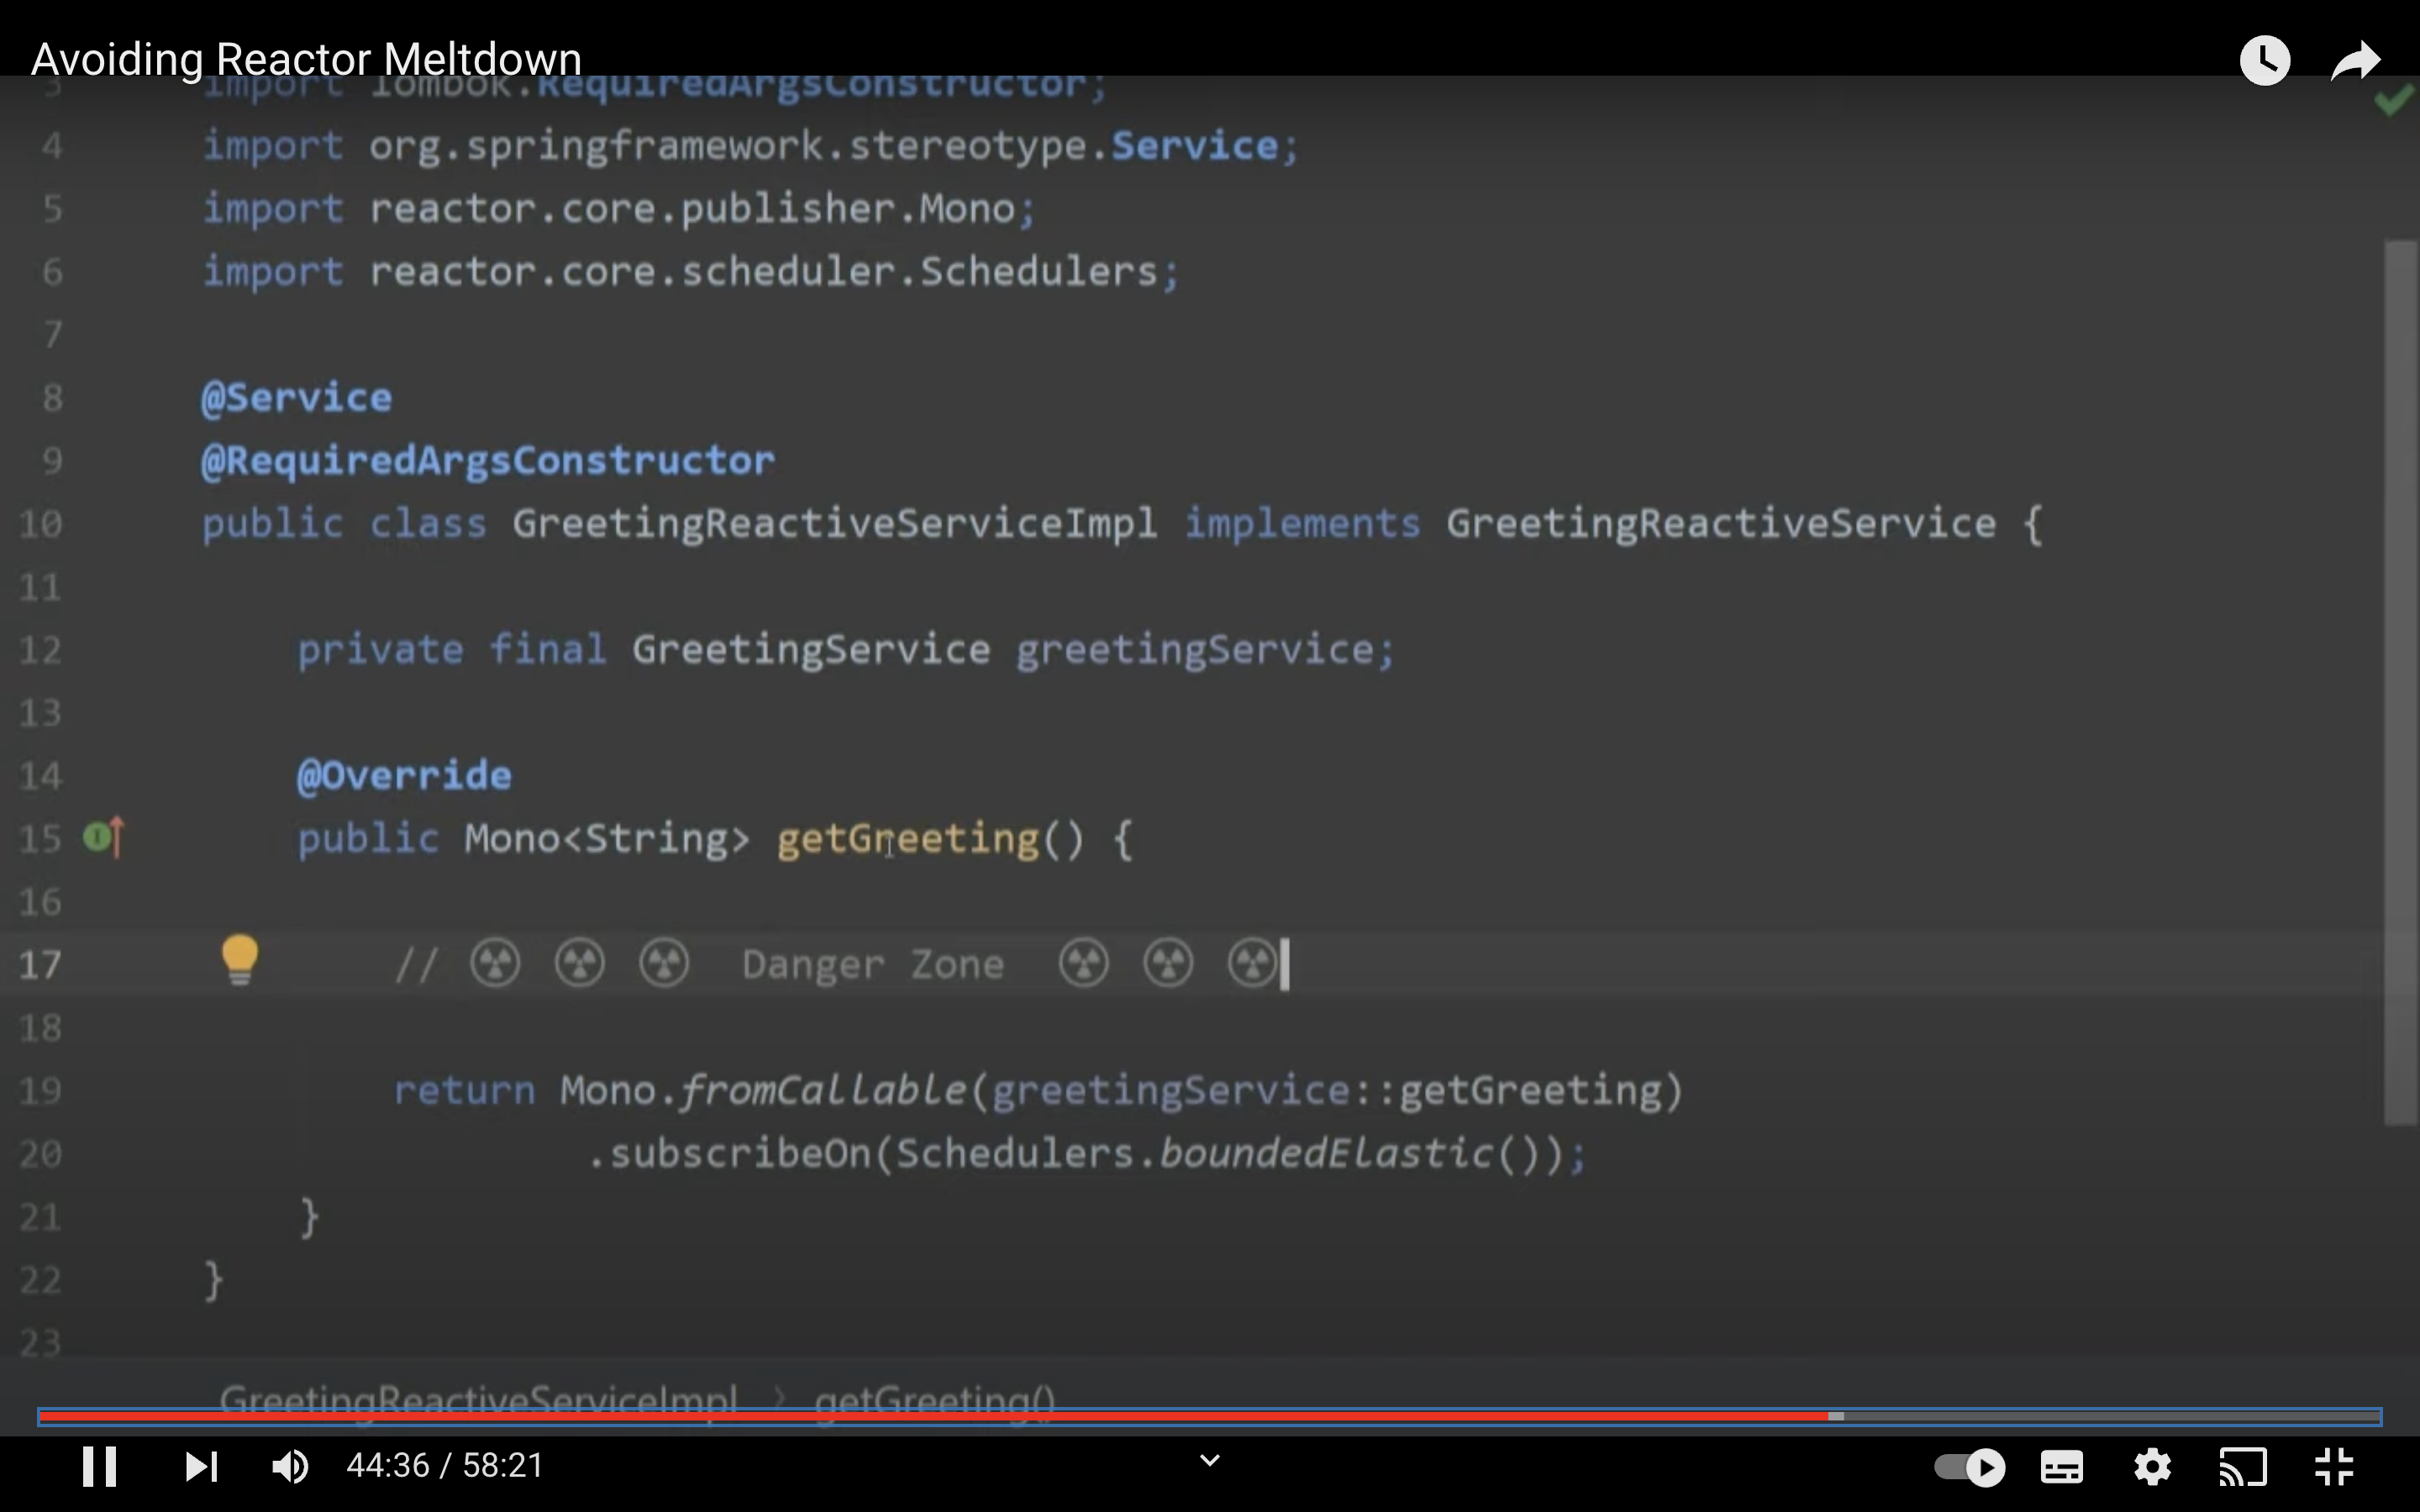 Avoiding Reactor Meltdown
3 import lombok.RequiredArgsConstructor;
4 import org.springframework.stereotype.Service;
5 import reactor.core.publisher.Mono;
6 import reactor.core.scheduler.Schedulers;
7
8 @Service
9 @RequiredArgsConstructor
10 public class GreetingReactiveServiceImpl implements GreetingReactiveService {
11
12 private final GreetingService greetingService;
13
14 @Override
15 public Mono<String> getGreeting() {
16
17 // ☢ ☢ ☢ Danger Zone ☢ ☢ ☢
18
19 return Mono.fromCallable(greetingService::getGreeting)
20 .subscribeOn(Schedulers.boundedElastic());
21 }
22 }
23
GreetingReactiveServiceImpl > getGreeting()
44:36 / 58:21